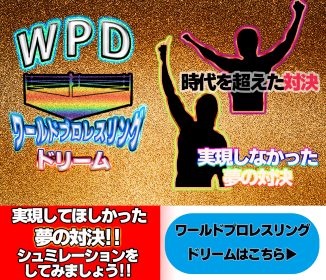 WPD
ワールドプロレスリング
ドリーム
時代を超えた対決
実現しなかった
夢の対決
実現してほしかった
夢の対決!!
シュミレーションを
してみましょう!!
ワールドプロレスリング
ドリームはこちら▶